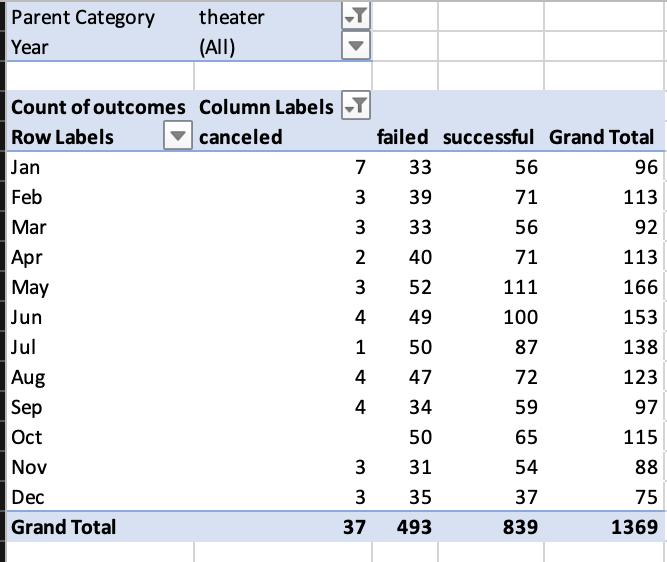 Parent Category theater
Year (All)
Count of outcomes Column Labels
Row Labels canceled failed successful Grand Total
Jan 7 33 56 96
Feb 3 39 71 113
Mar 3 33 56 92
Apr 2 40 71 113
May 3 52 111 166
Jun 4 49 100 153
Jul 1 50 87 138
Aug 4 47 72 123
Sep 4 34 59 97
Oct 50 65 115
Nov 3 31 54 88
Dec 3 35 37 75
Grand Total 37 493 839 1369